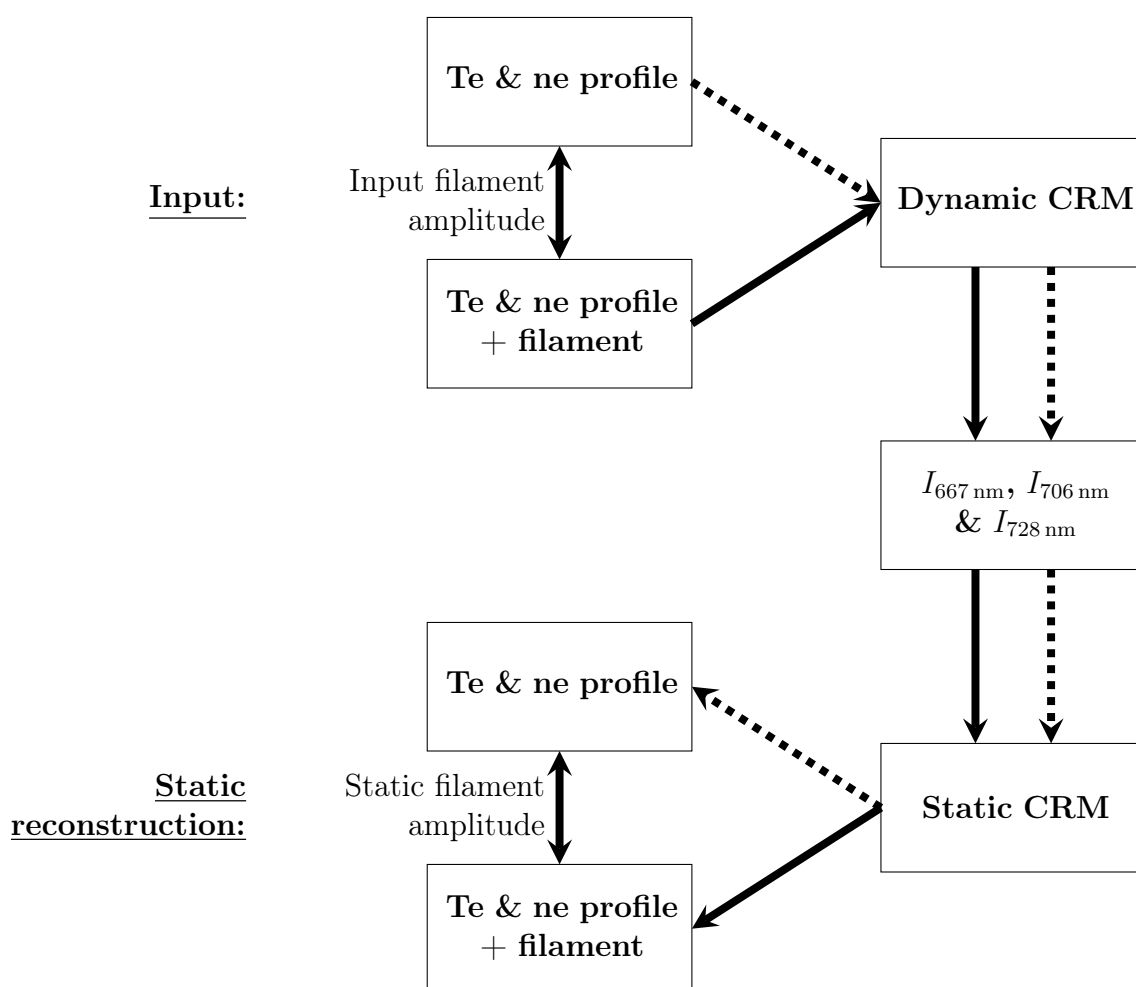 Te & ne profile
Input:
Input filament
amplitude
Dynamic CRM
Te & ne profile
+ filament
I₆₆₇ ₙₘ, I₇₀₆ ₙₘ
& I₇₂₈ ₙₘ
Te & ne profile
Static
reconstruction:
Static filament
amplitude
Static CRM
Te & ne profile
+ filament